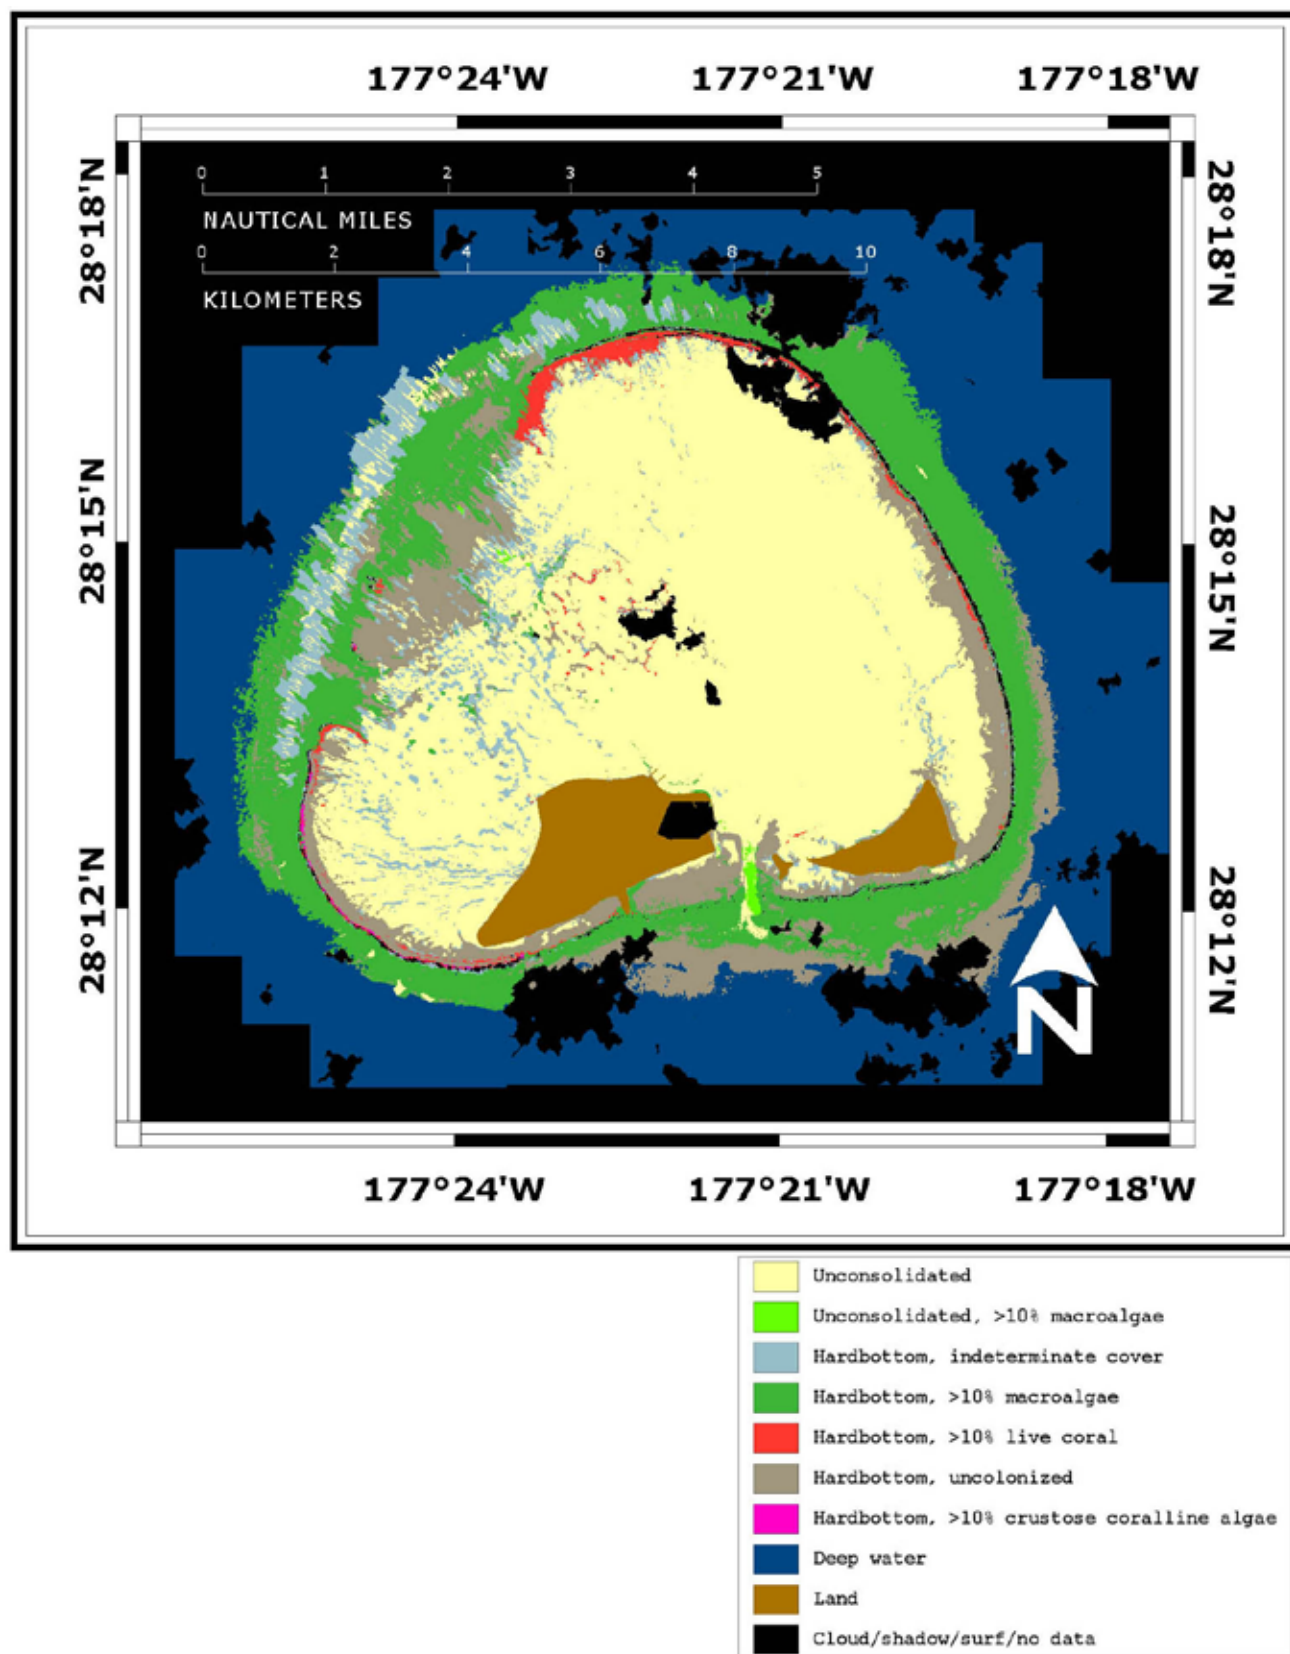 177°24'W 177°21'W 177°18'W
28°18'N
28°18'N
0 1 2 3 4 5
NAUTICAL MILES
0 2 4 6 8 10
KILOMETERS
28°15'N
28°15'N
28°12'N
28°12'N
N
177°24'W 177°21'W 177°18'W
Unconsolidated
Unconsolidated, >10% macroalgae
Hardbottom, indeterminate cover
Hardbottom, >10% macroalgae
Hardbottom, >10% live coral
Hardbottom, uncolonized
Hardbottom, >10% crustose coralline algae
Deep water
Land
Cloud/shadow/surf/no data